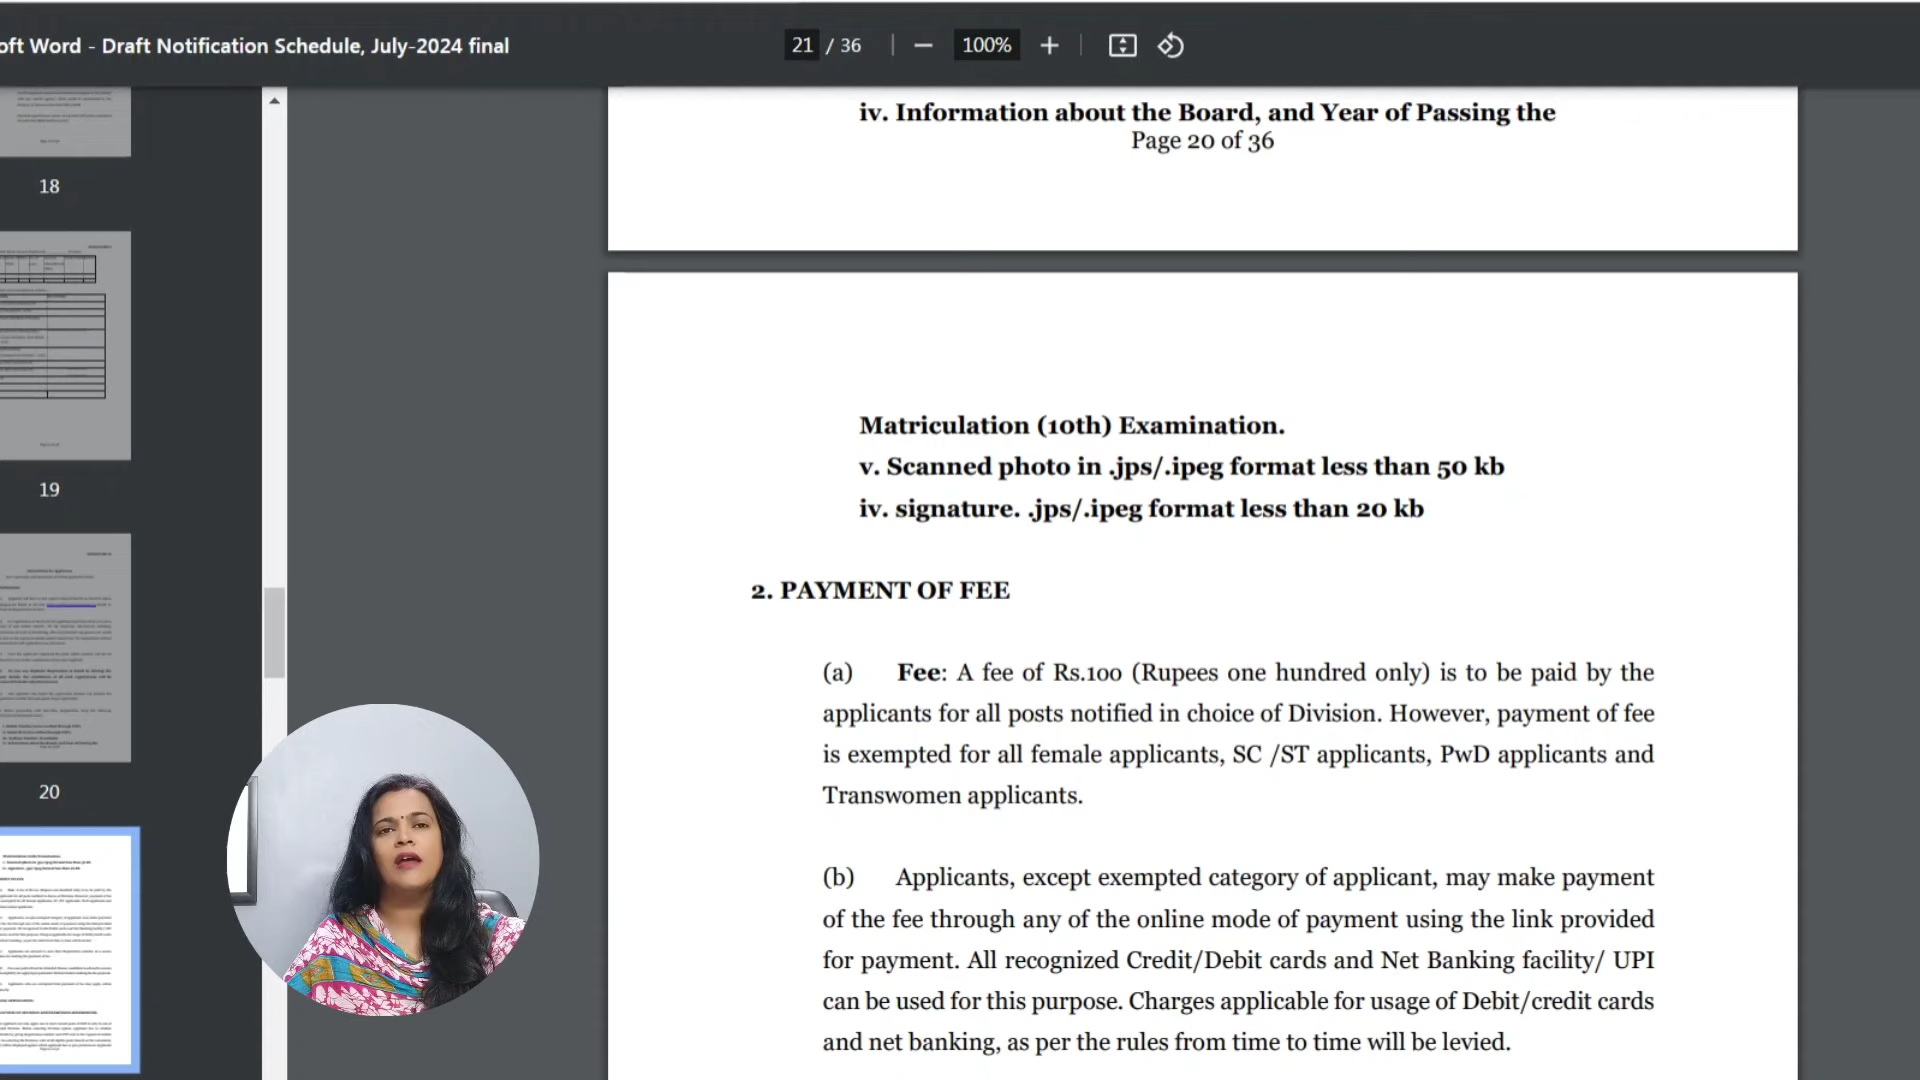 oft Word - Draft Notification Schedule, July-2024 final
21 / 36
100%
18
19
20
iv. Information about the Board, and Year of Passing the
Page 20 of 36
Matriculation (10th) Examination.
v. Scanned photo in .jps/.ipeg format less than 50 kb
iv. signature. .jps/.ipeg format less than 20 kb
2. PAYMENT OF FEE
(a) Fee: A fee of Rs.100 (Rupees one hundred only) is to be paid by the
applicants for all posts notified in choice of Division. However, payment of fee
is exempted for all female applicants, SC /ST applicants, PwD applicants and
Transwomen applicants.
(b) Applicants, except exempted category of applicant, may make payment
of the fee through any of the online mode of payment using the link provided
for payment. All recognized Credit/Debit cards and Net Banking facility/ UPI
can be used for this purpose. Charges applicable for usage of Debit/credit cards
and net banking, as per the rules from time to time will be levied.